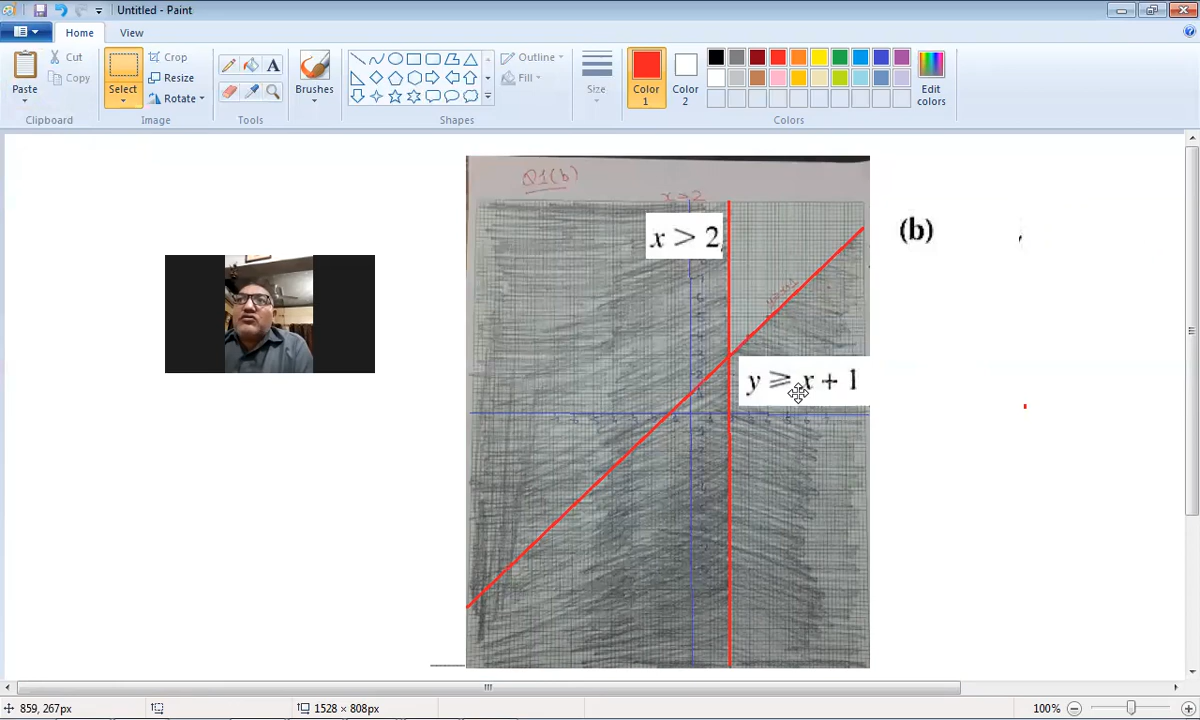 Untitled - Paint
Home
View
Paste
Cut
Copy
Clipboard
Select
Crop
Resize
Rotate
Image
Tools
Brushes
Shapes
Outline
Fill
Size
Color 1
Color 2
Edit colors
Colors
Q1(b)
x = 2
x > 2,
(b)
y ⩾ x + 1
859, 267px
1528 × 808px
100%